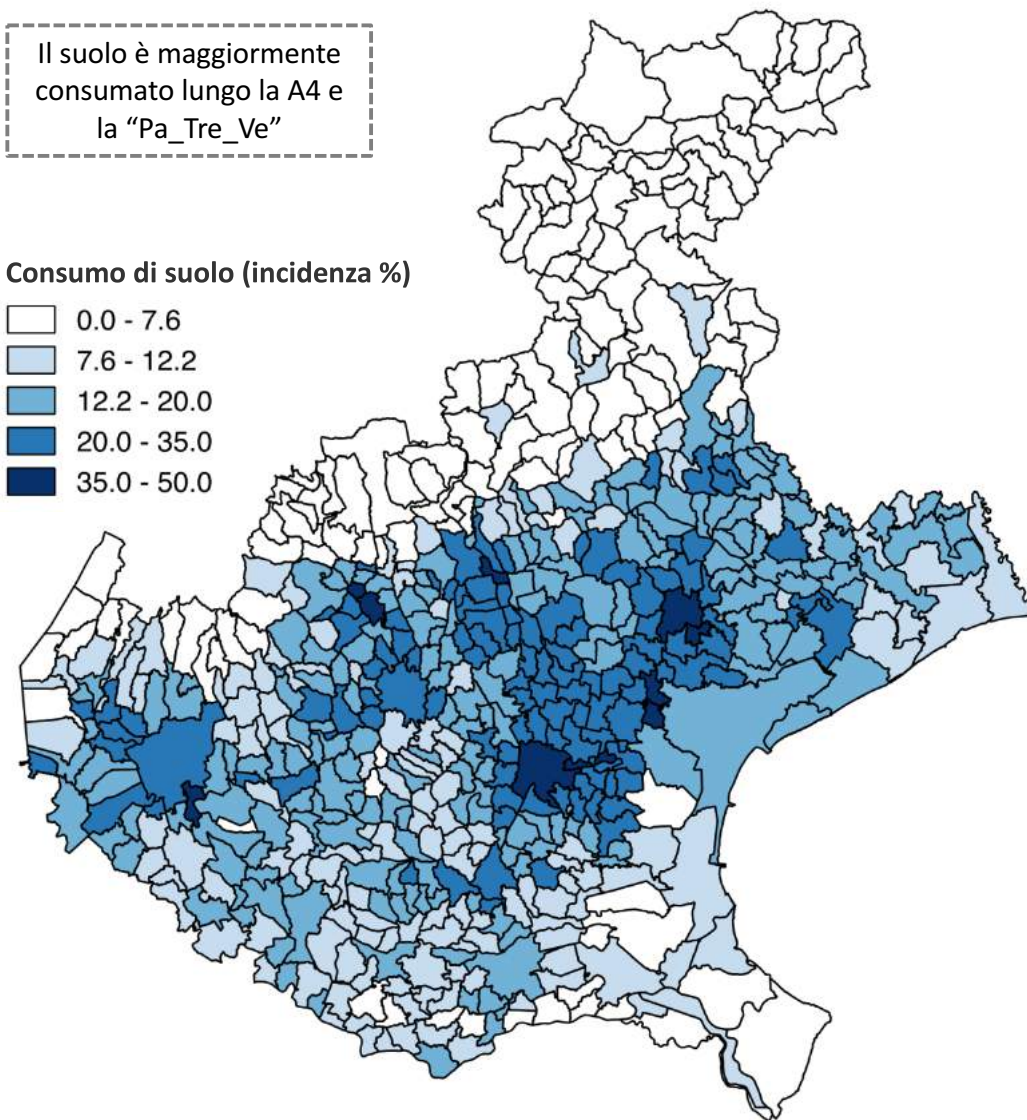 Il suolo è maggiormente
consumato lungo la A4 e
la “Pa_Tre_Ve”
Consumo di suolo (incidenza %)
0.0 - 7.6
7.6 - 12.2
12.2 - 20.0
20.0 - 35.0
35.0 - 50.0